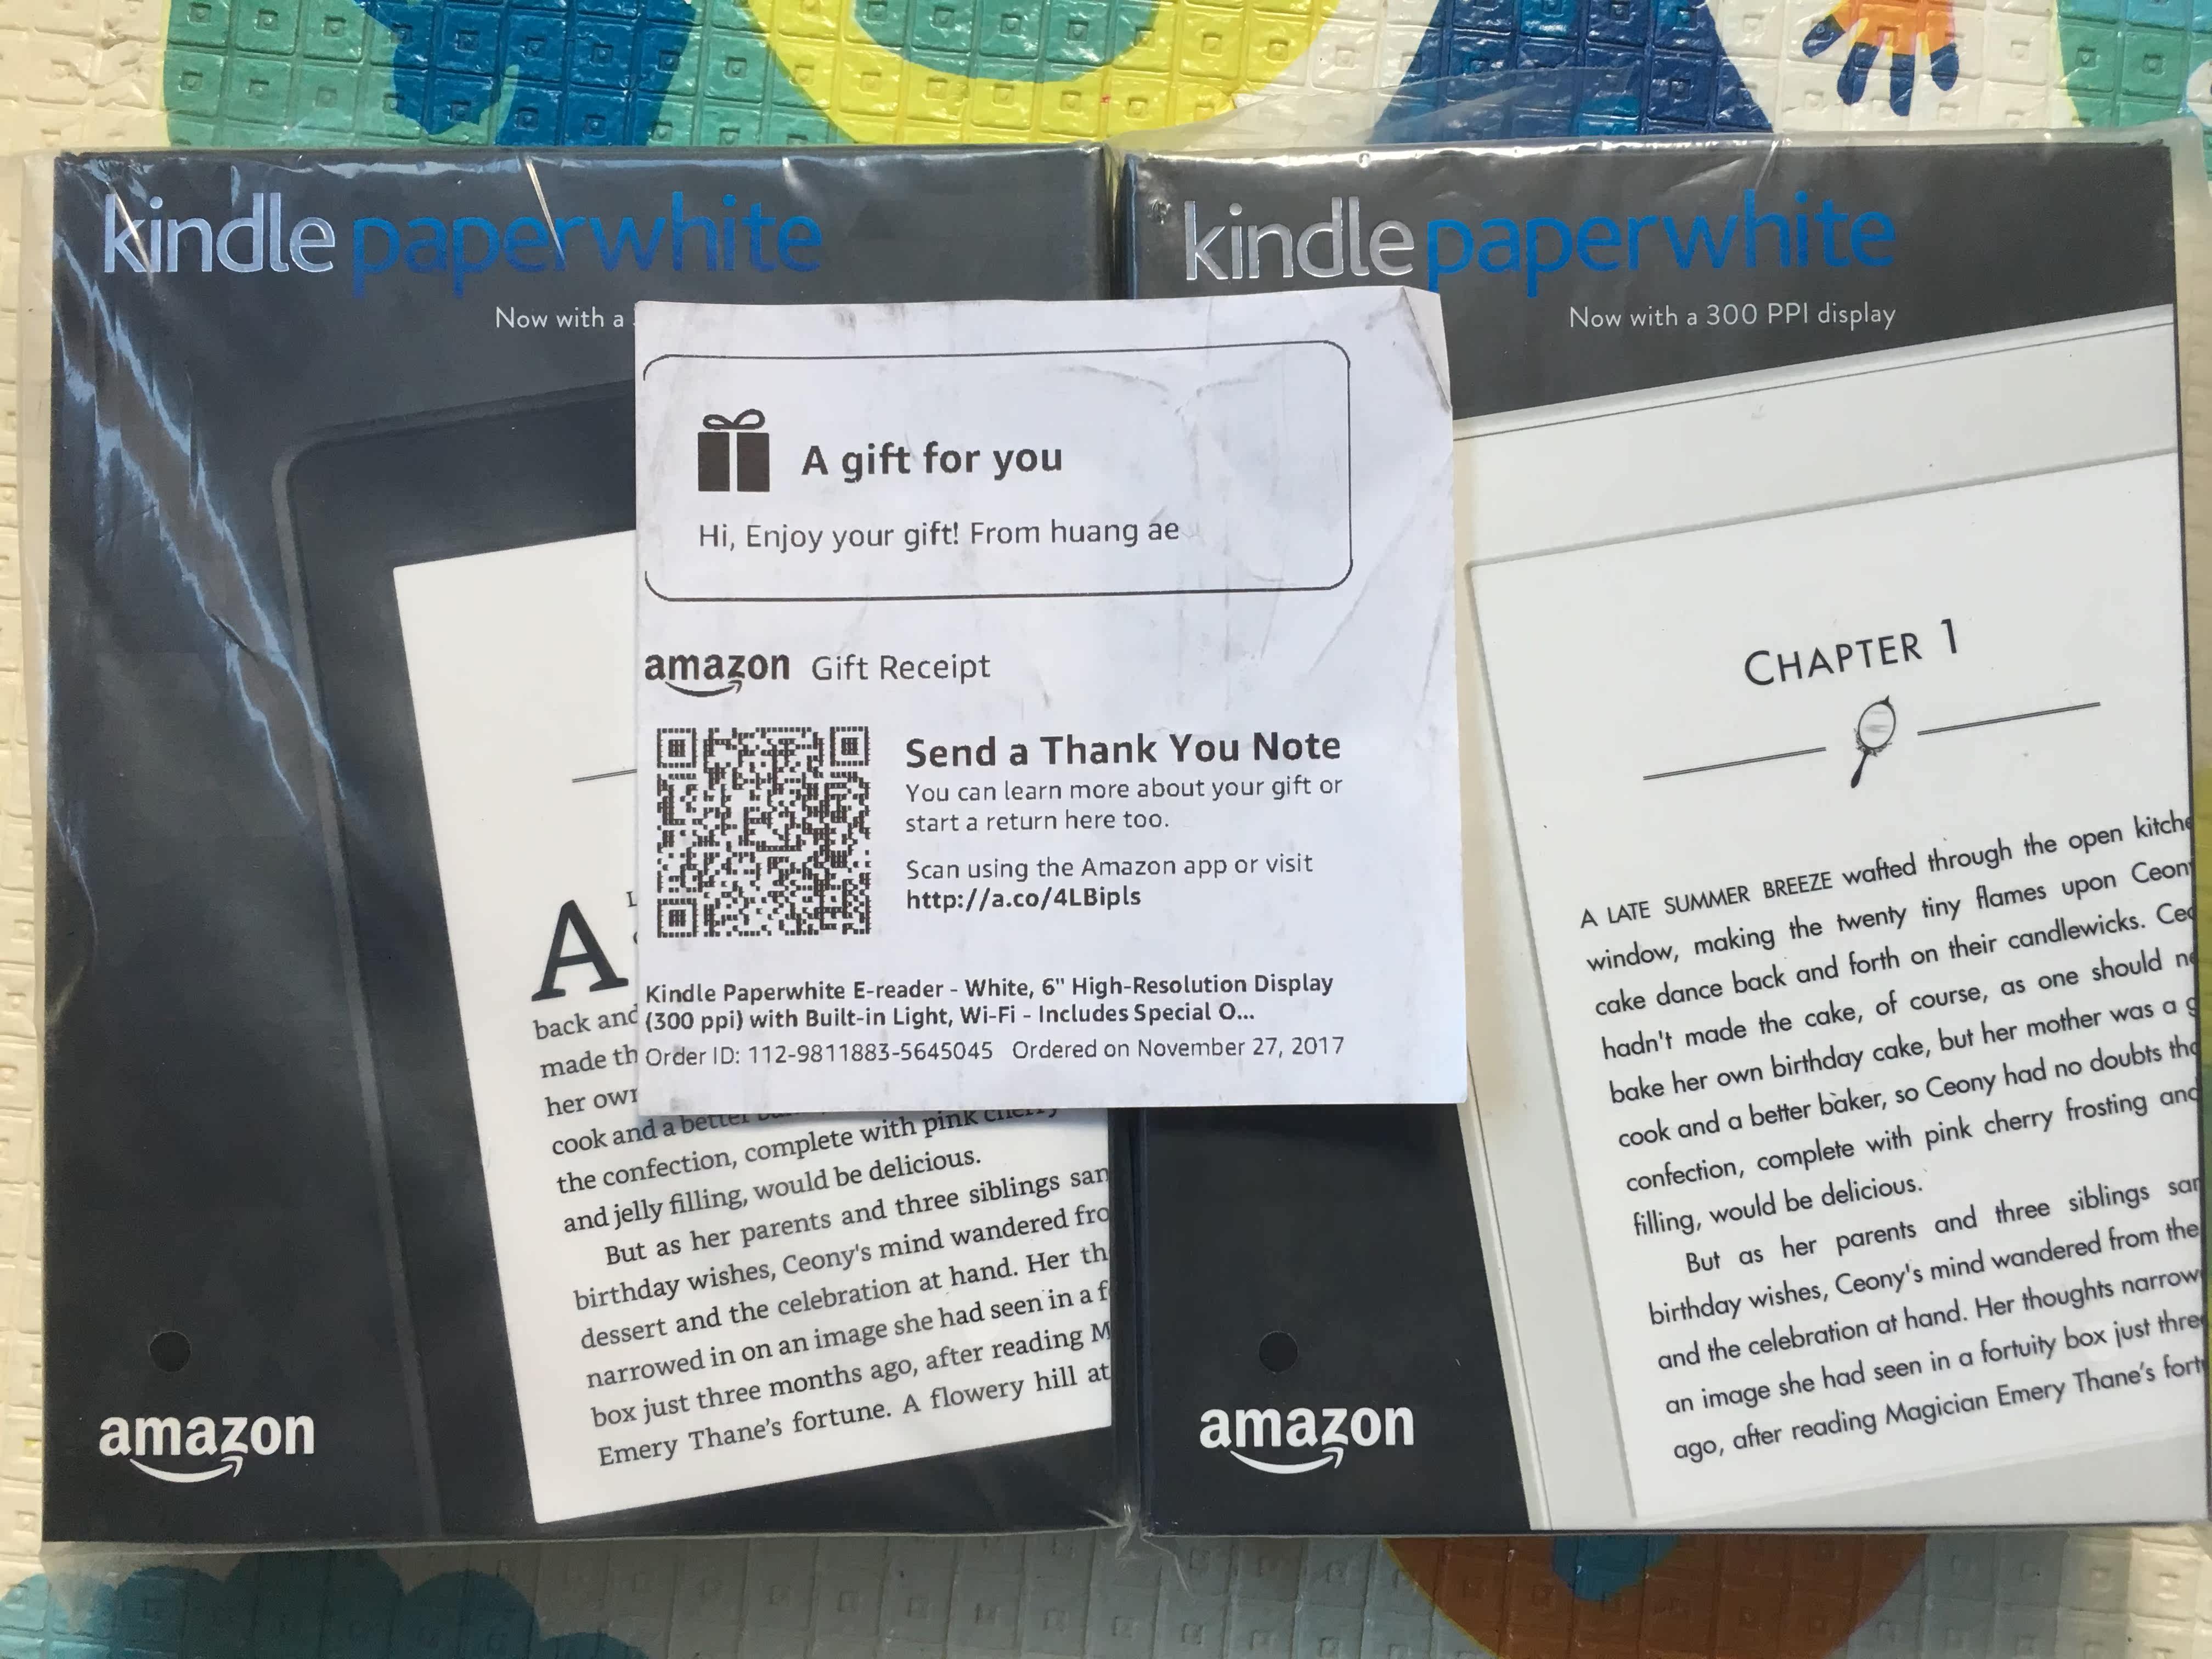 kindle paperwhite
Now with a
A
back and
made th
her own
cook and a better
the confection, complete with pink cherry
and jelly filling, would be delicious.
But as her parents and three siblings san
birthday wishes, Ceony's mind wandered fro
dessert and the celebration at hand. Her th
narrowed in on an image she had seen in a f
box just three months ago, after reading M
Emery Thane's fortune. A flowery hill at
amazon
A gift for you
Hi, Enjoy your gift! From huang ae
amazon Gift Receipt
Send a Thank You Note
You can learn more about your gift or
start a return here too.
Scan using the Amazon app or visit
http://a.co/4LBipls
Kindle Paperwhite E-reader - White, 6" High-Resolution Display
(300 ppi) with Built-in Light, Wi-Fi - Includes Special O...
Order ID: 112-9811883-5645045 Ordered on November 27, 2017
kindle paperwhite
Now with a 300 PPI display
CHAPTER 1
A LATE SUMMER BREEZE wafted through the open kitche
window, making the twenty tiny flames upon Ceony
cake dance back and forth on their candlewicks. Ceo
hadn't made the cake, of course, as one should ne
bake her own birthday cake, but her mother was a g
cook and a better baker, so Ceony had no doubts tha
confection, complete with pink cherry frosting and
filling, would be delicious.
But as her parents and three siblings san
birthday wishes, Ceony's mind wandered from the
and the celebration at hand. Her thoughts narrow
an image she had seen in a fortuity box just three
ago, after reading Magician Emery Thane's fort
amazon